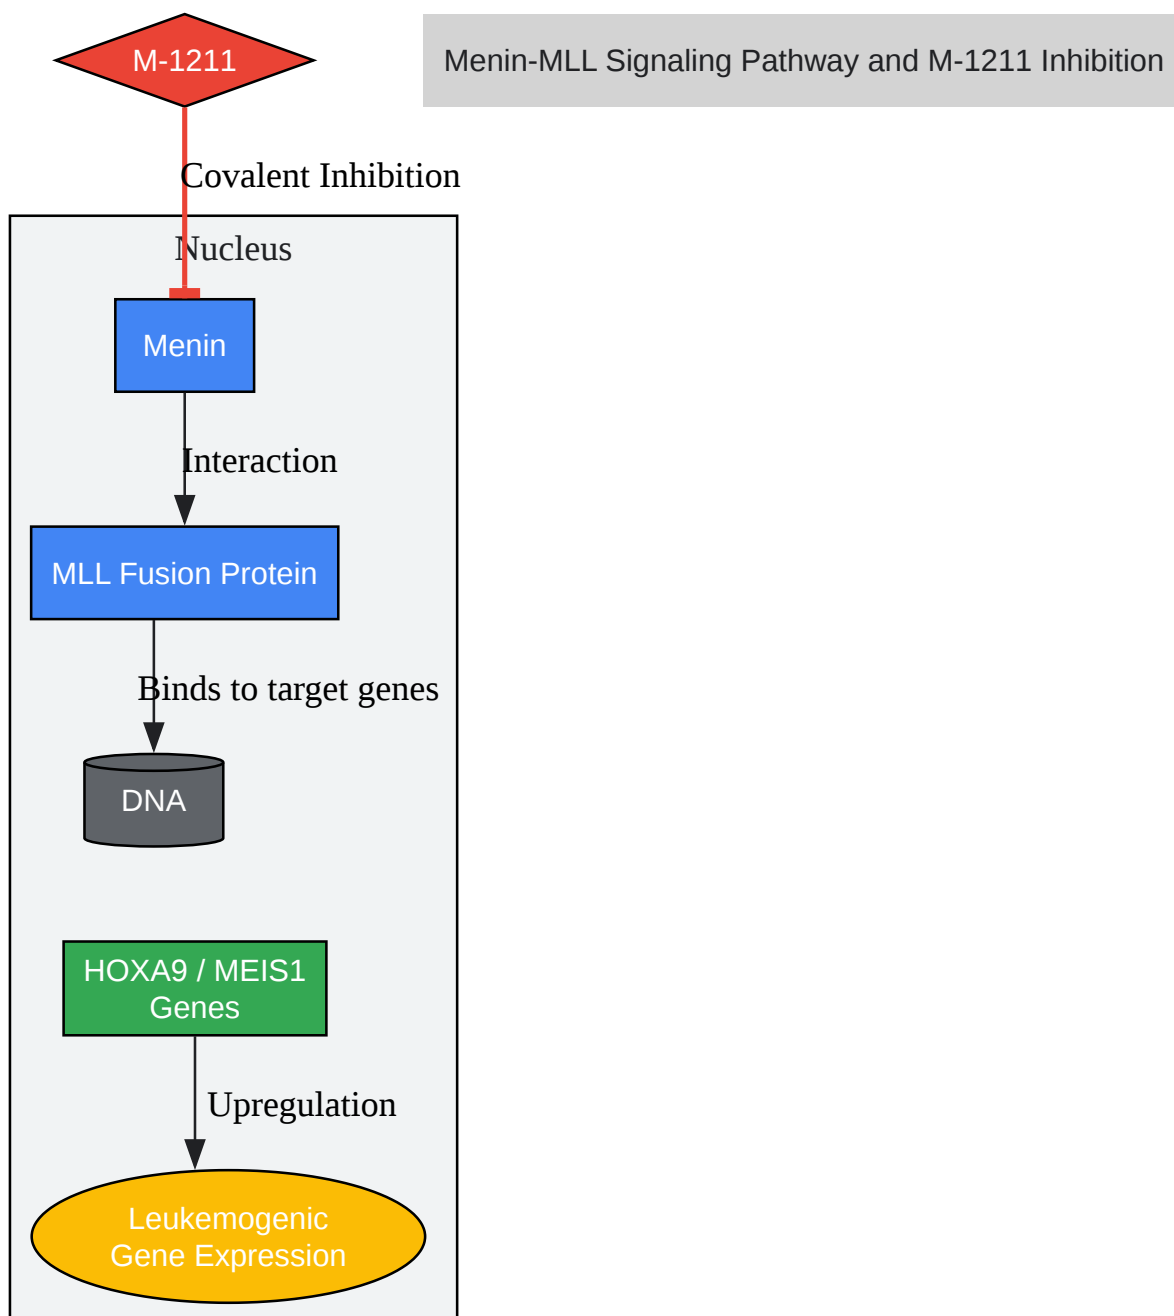 M-1211
Menin-MLL Signaling Pathway and M-1211 Inhibition
Covalent Inhibition
Nucleus
Menin
Interaction
MLL Fusion Protein
Binds to target genes
DNA
HOXA9 / MEIS1
Genes
Upregulation
Leukemogenic
Gene Expression